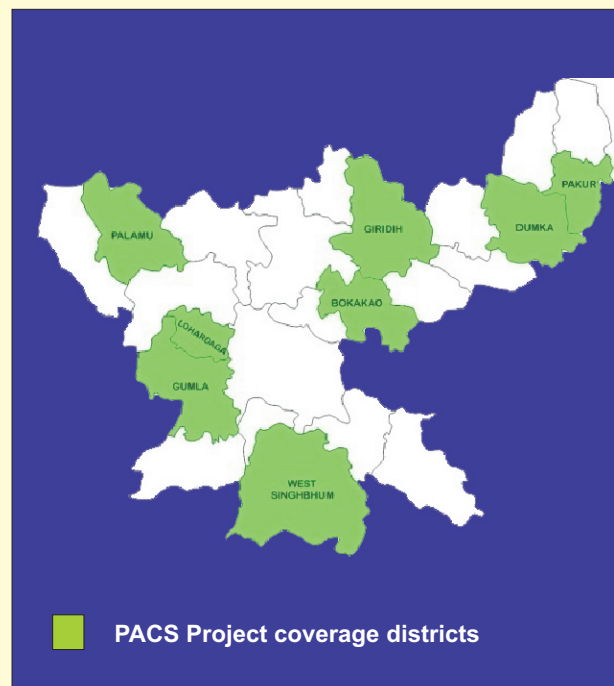 PAKUR
DUMKA
GIRIDIH
PALAMU
BOKAKAO
LOHARDAGA
GUMLA
WEST
SINGHBHUM
PACS Project coverage districts